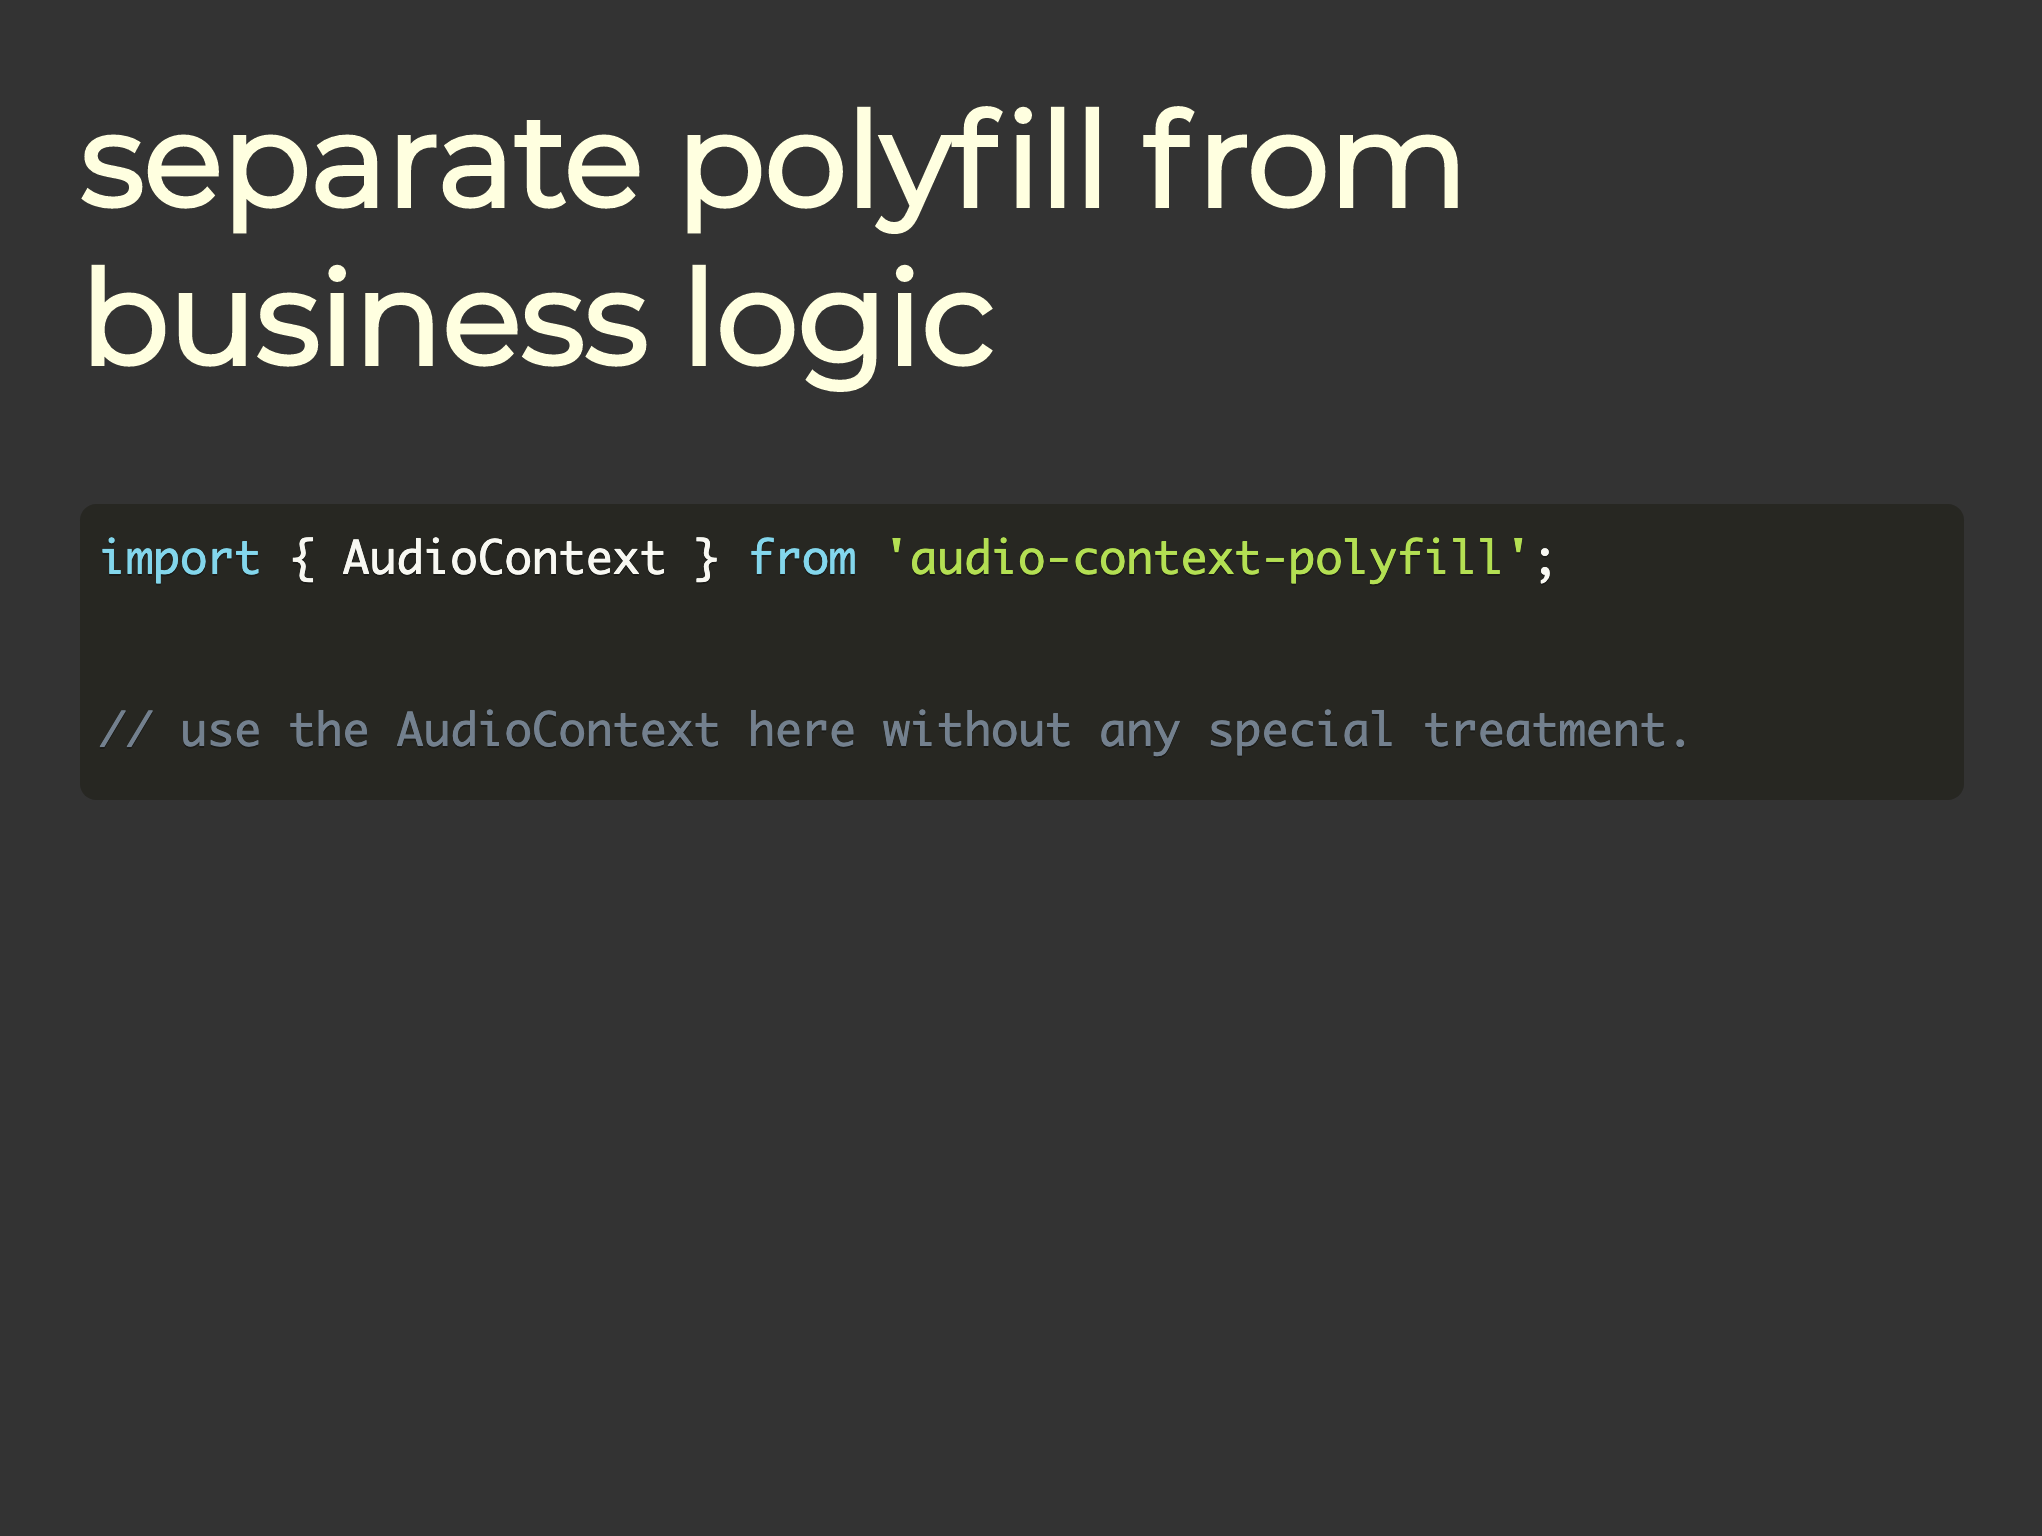 separate polyfill from
business logic
import { AudioContext } from 'audio-context-polyfill';
// use the AudioContext here without any special treatment.